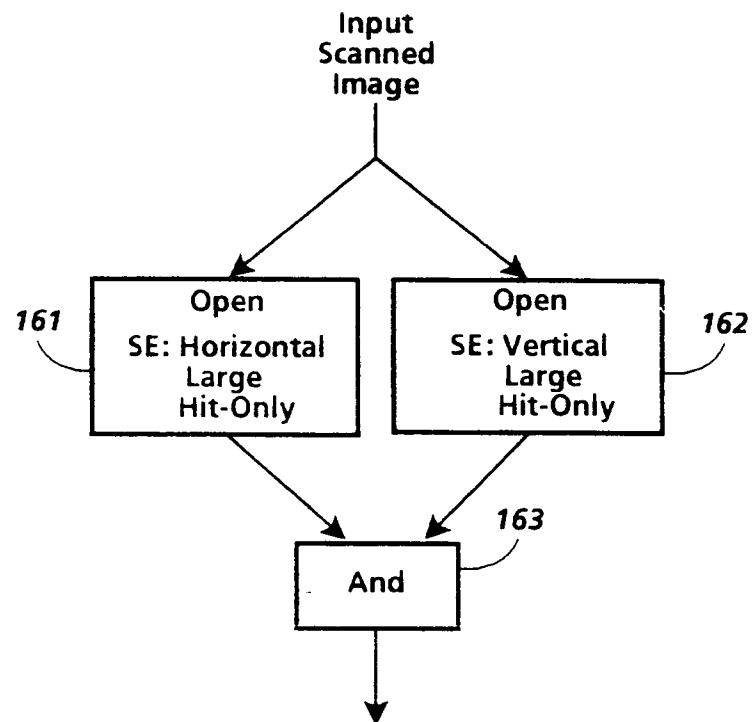 Input
Scanned
Image
161
Open
SE: Horizontal
Large
Hit-Only
Open
SE: Vertical
Large
Hit-Only
162
163
And